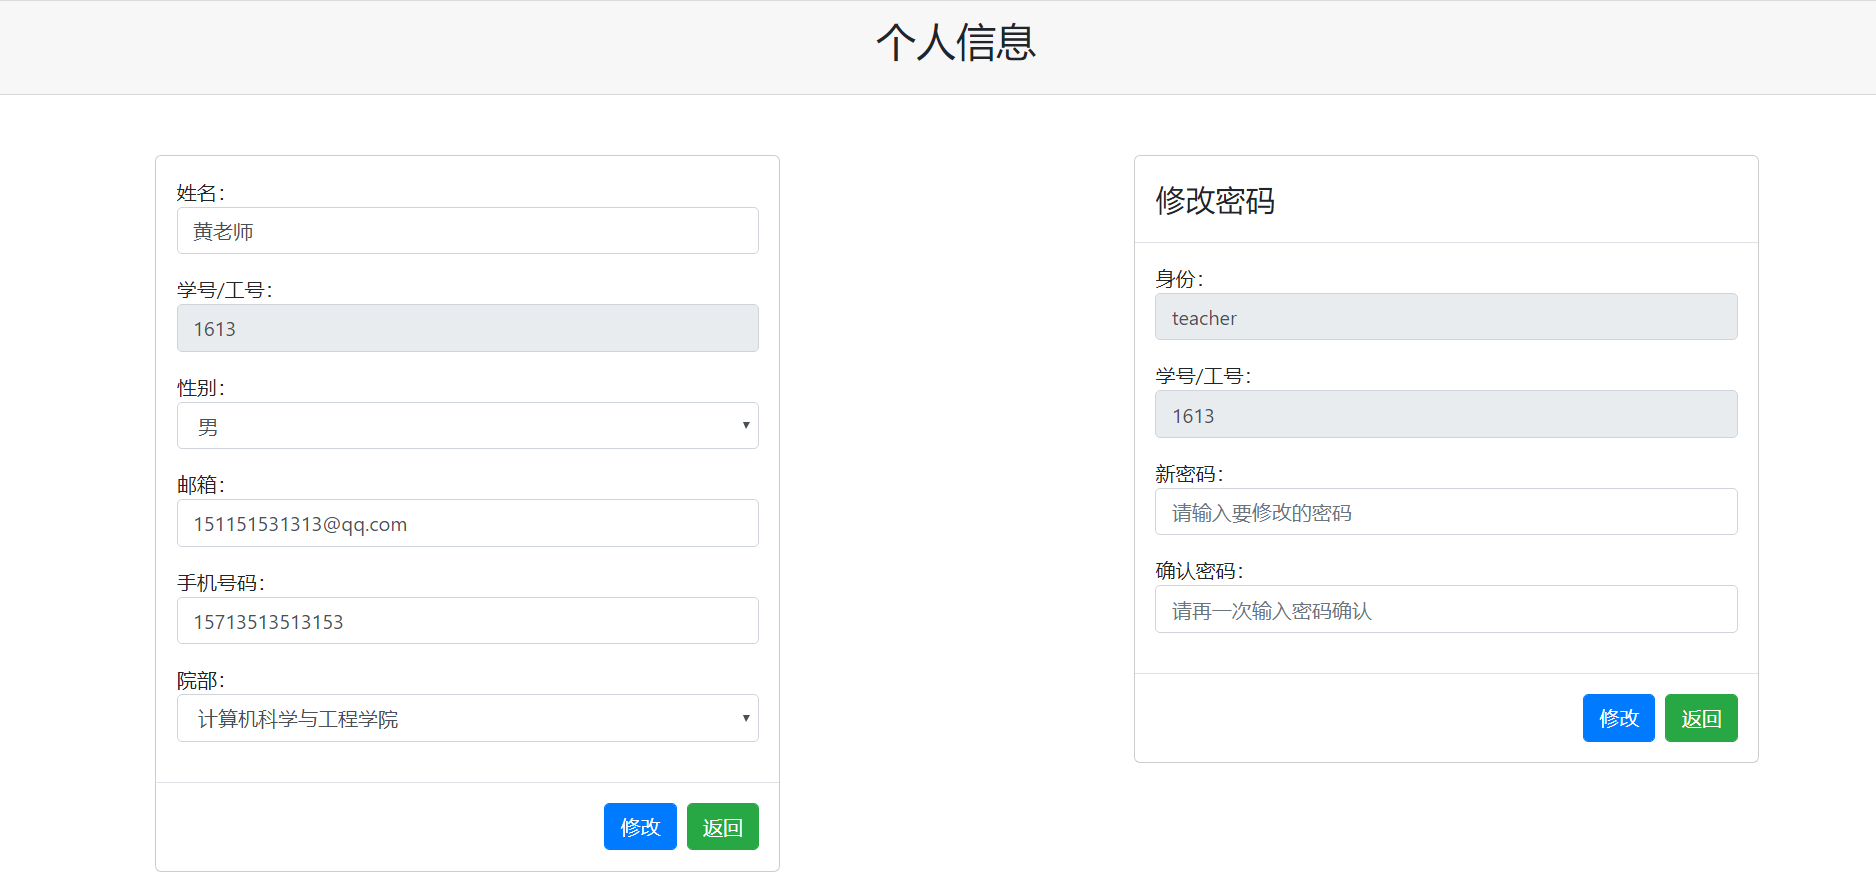 个人信息
姓名：
黄老师
学号/工号：
1613
性别：
男
邮箱：
151151531313@qq.com
手机号码：
15713513513153
院部：
计算机科学与工程学院
修改 返回
修改密码
身份：
teacher
学号/工号：
1613
新密码：
请输入要修改的密码
确认密码：
请再一次输入密码确认
修改 返回